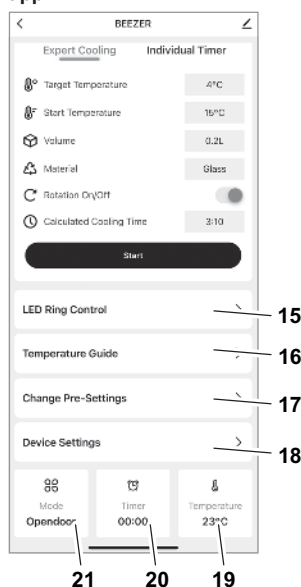 BEEZER
Expert Cooling Individual Timer
Target Temperature 4°C
Start Temperature 15°C
Volume 0.2L
Material Glass
Rotation On/Off
Calculated Cooling Time 3:10
Start
LED Ring Control
15
Temperature Guide
16
Change Pre-Settings
17
Device Settings
18
Mode Timer Temperature
Opendoor 00:00 23°C
21 20 19